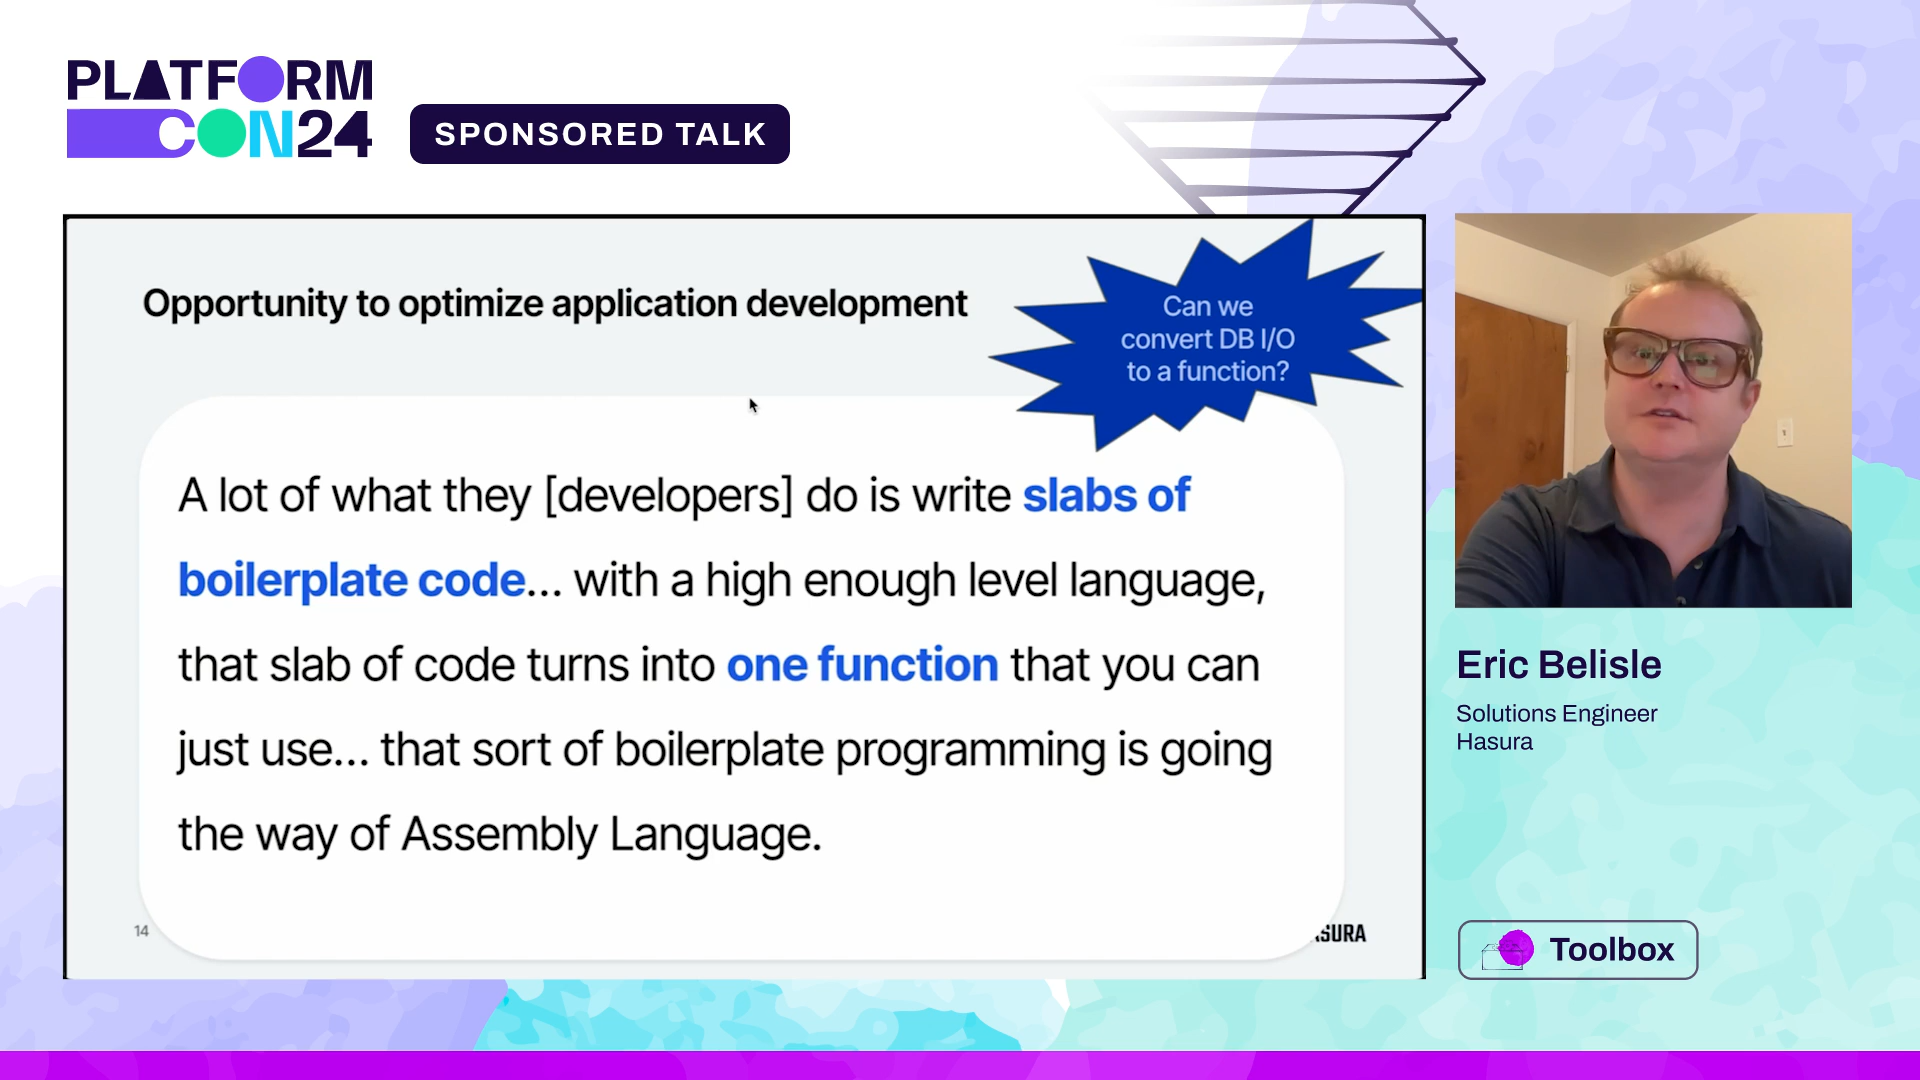 PLATFORM
CON24
SPONSORED TALK
Opportunity to optimize application development
Can we
convert DB I/O
to a function?
A lot of what they [developers] do is write slabs of
boilerplate code... with a high enough level language,
that slab of code turns into one function that you can
just use... that sort of boilerplate programming is going
the way of Assembly Language.
14
Eric Belisle
Solutions Engineer
Hasura
Toolbox